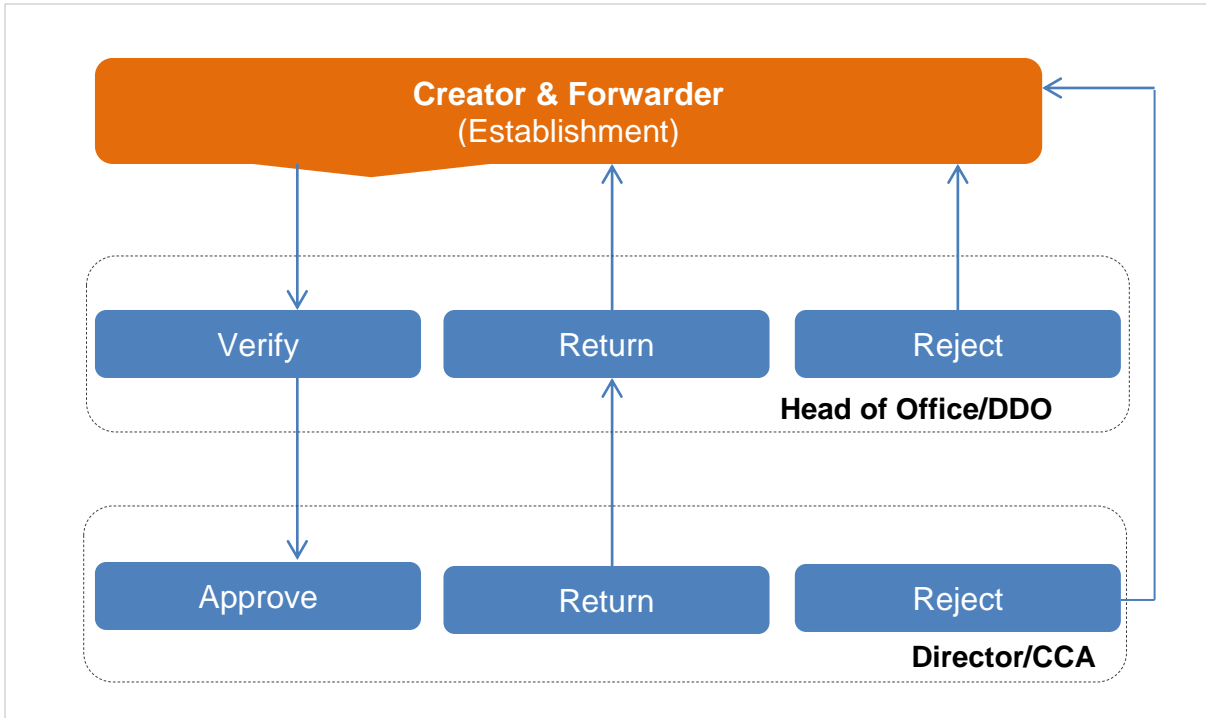 Creator & Forwarder
(Establishment)
Verify
Return
Reject
Head of Office/DDO
Approve
Return
Reject
Director/CCA